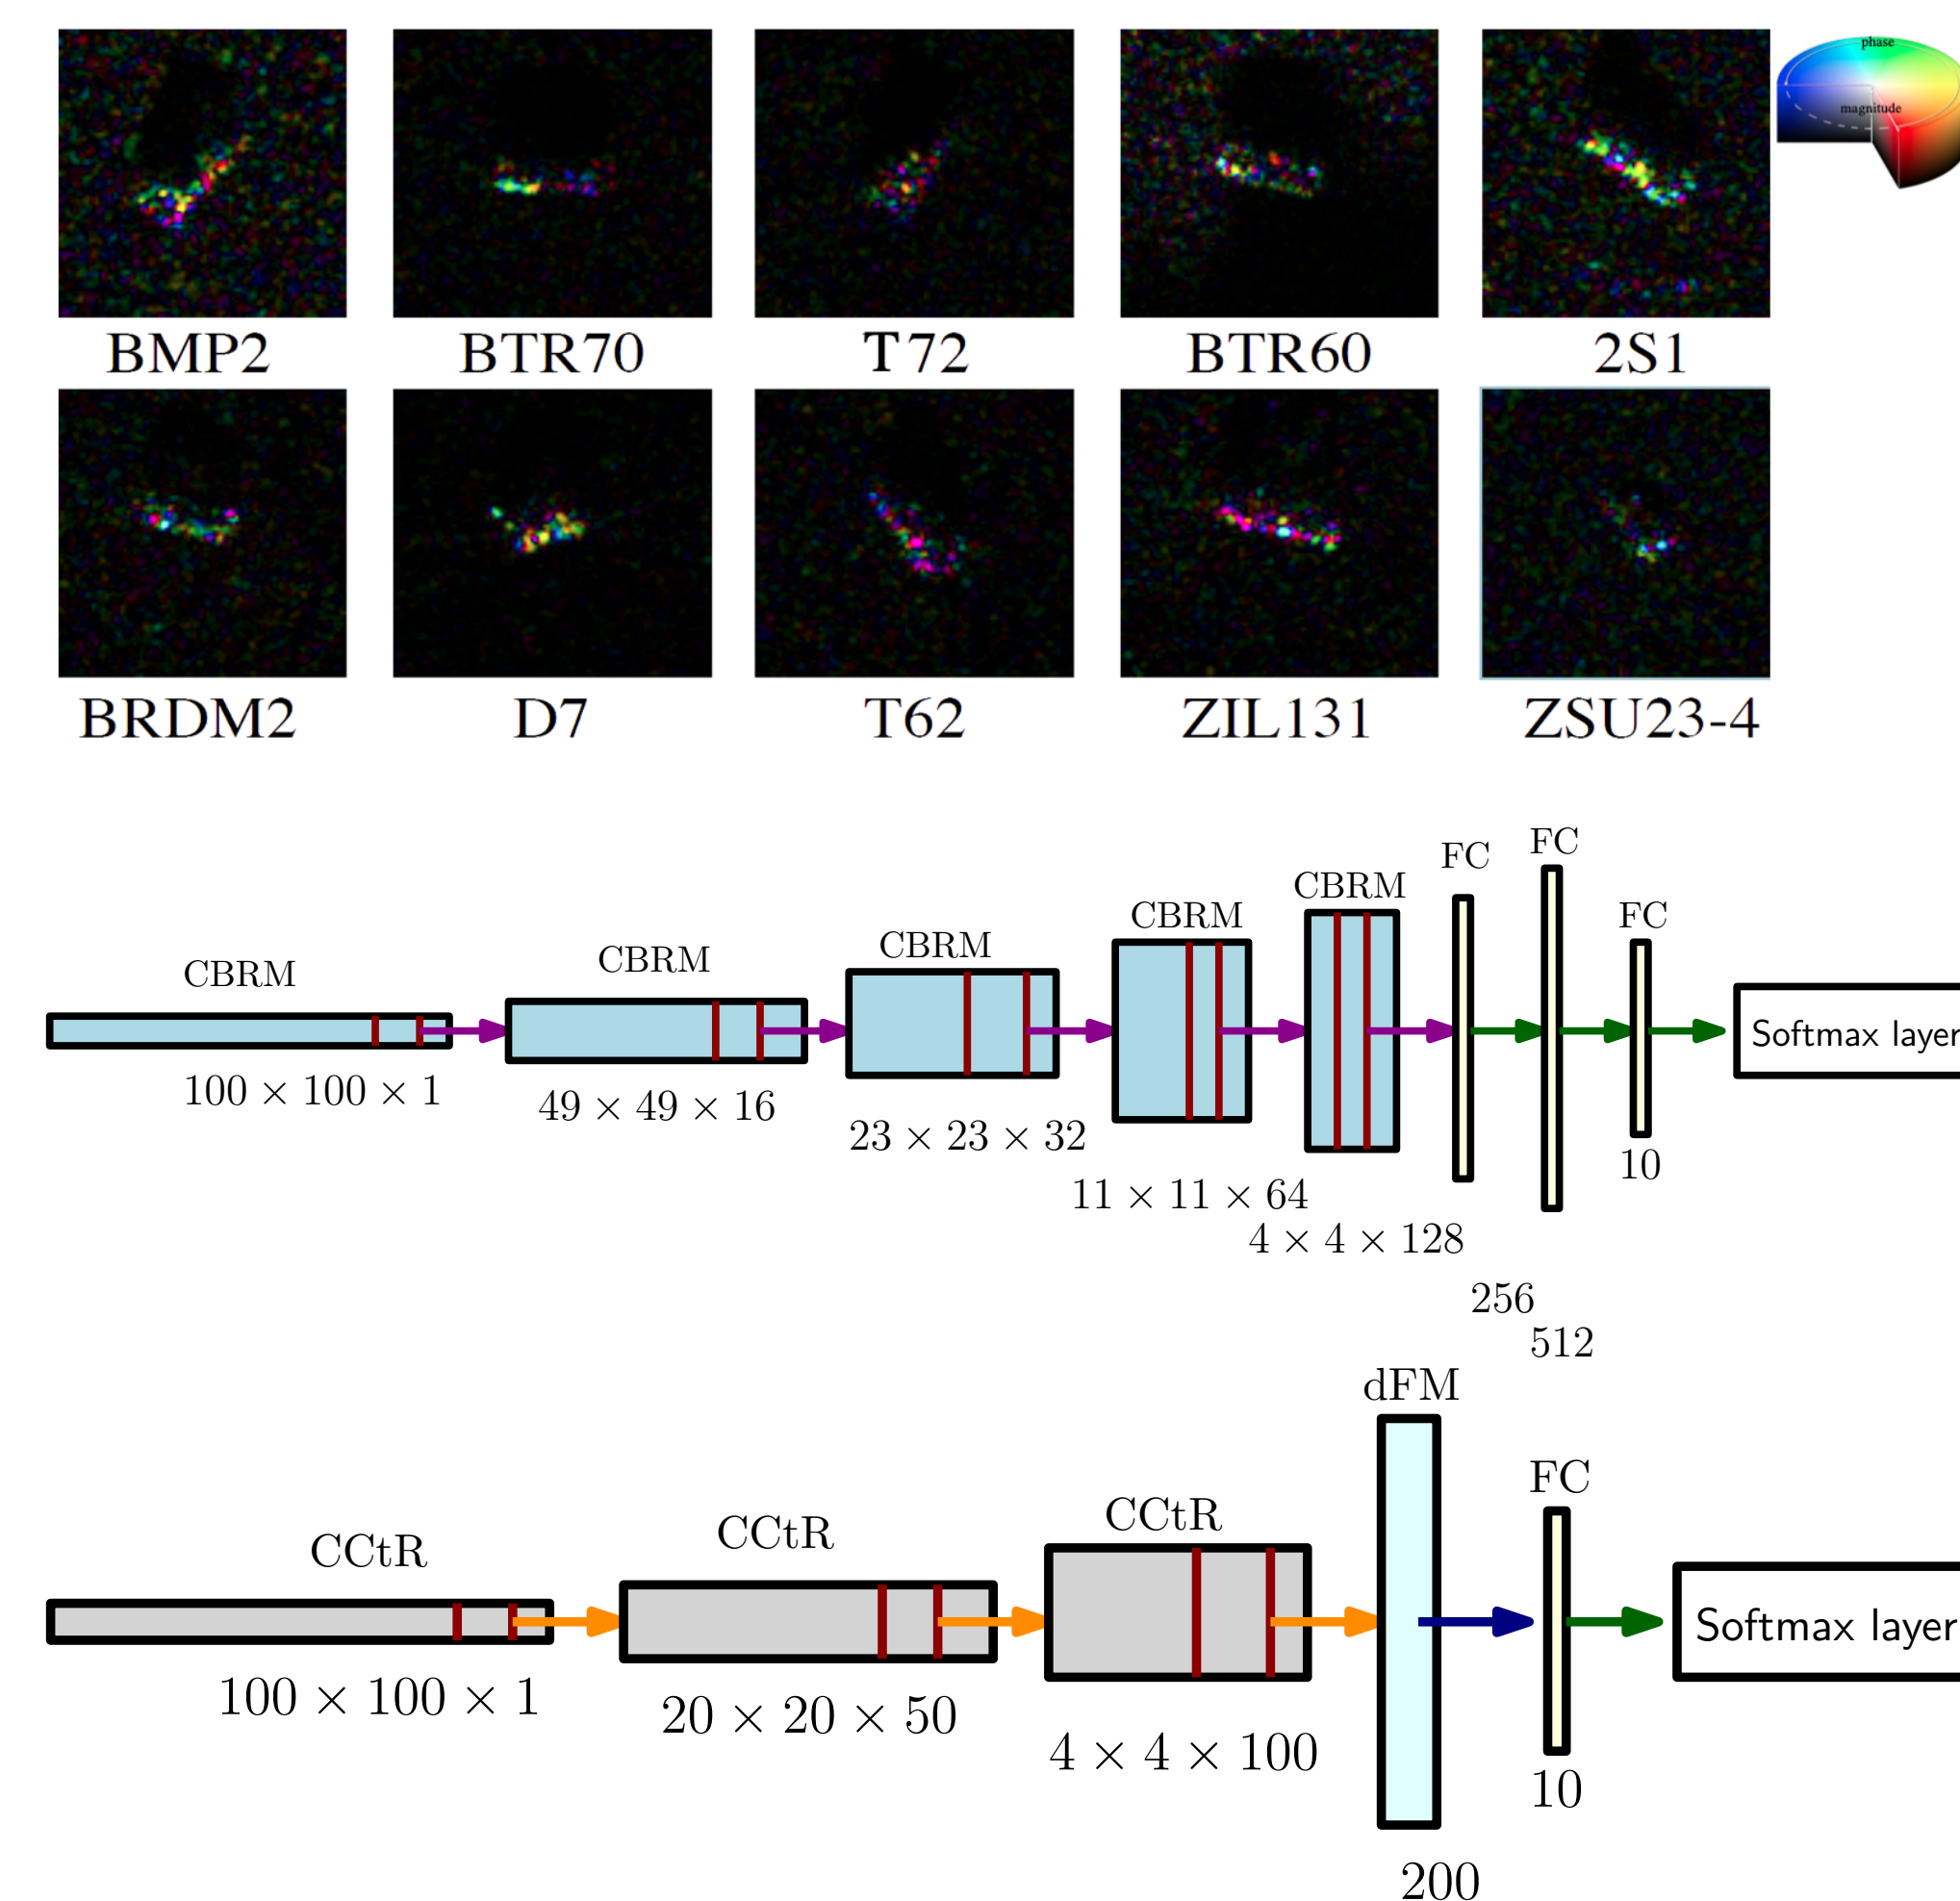 phase
magnitude
BMP2 BTR70 T72 BTR60 2S1
BRDM2 D7 T62 ZIL131 ZSU23-4
CBRM CBRM CBRM CBRM CBRM FC FC FC
Softmax layer
100 × 100 × 1 49 × 49 × 16 23 × 23 × 32 11 × 11 × 64 4 × 4 × 128 256 512 10
CCtR CCtR CCtR dFM FC
Softmax layer
100 × 100 × 1 20 × 20 × 50 4 × 4 × 100 200 10